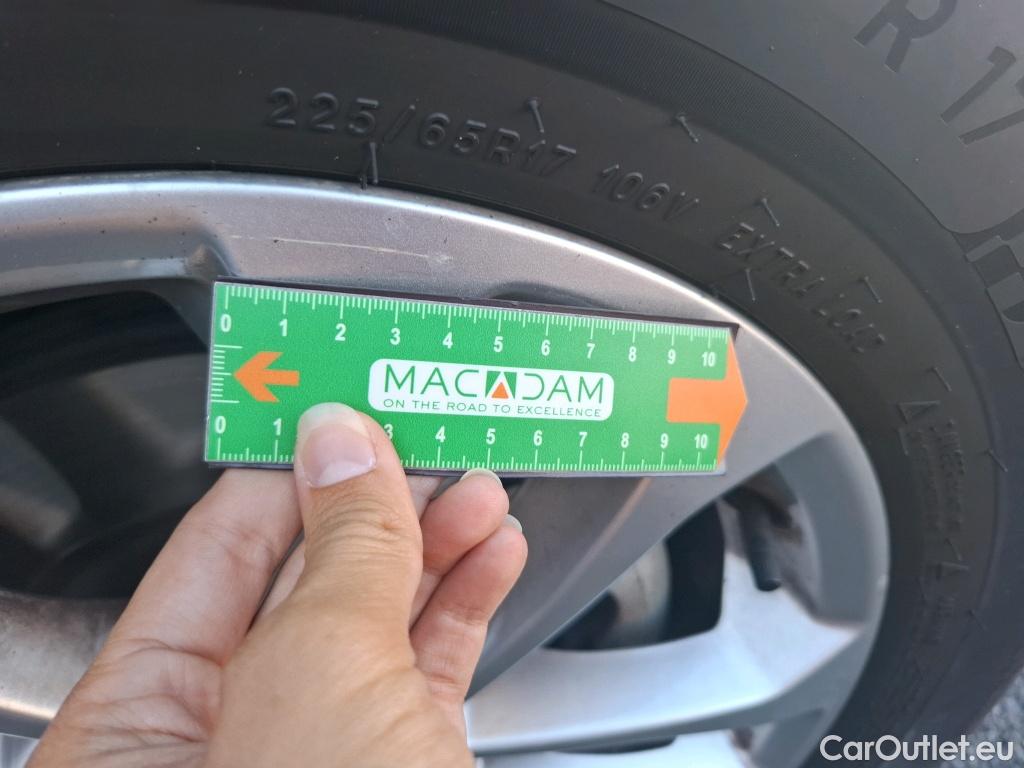 R 17
225/65R17 106V EXTRA LOAD
0 1 2 3 4 5 6 7 8 9 10
MACADAM
ON THE ROAD TO EXCELLENCE
0 1 3 4 5 6 7 8 9 10
CarOutlet.eu